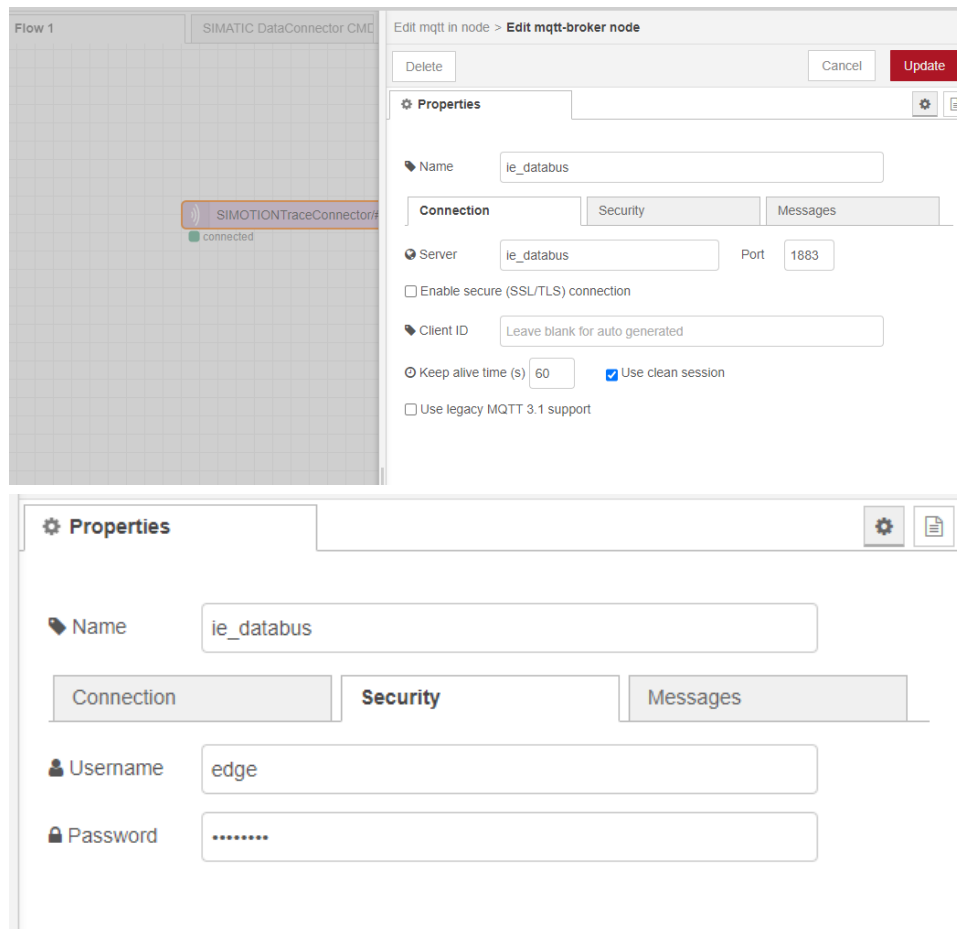 Flow 1
SIMATIC DataConnector CMD
Edit mqtt in node > Edit mqtt-broker node
Delete
Cancel
Update
Properties
Name
ie_databus
Connection
Security
Messages
SIMOTIONTraceConnector/#
connected
Server
ie_databus
Port
1883
Enable secure (SSL/TLS) connection
Client ID
Leave blank for auto generated
Keep alive time (s)
60
Use clean session
Use legacy MQTT 3.1 support
Properties
Name
ie_databus
Connection
Security
Messages
Username
edge
Password
••••••••